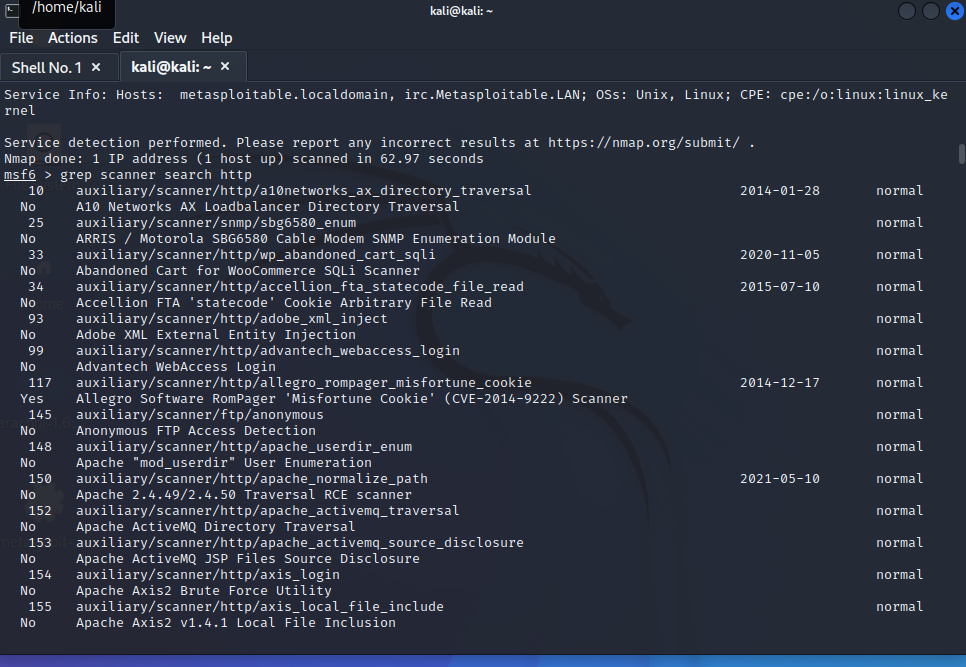 /home/kali
kali@kali: ~
File Actions Edit View Help
Shell No. 1 × kali@kali: ~ ×
Service Info: Hosts:  metasploitable.localdomain, irc.Metasploitable.LAN; OSs: Unix, Linux; CPE: cpe:/o:linux:linux_ke
rnel
Service detection performed. Please report any incorrect results at https://nmap.org/submit/ .
Nmap done: 1 IP address (1 host up) scanned in 62.97 seconds
msf6 > grep scanner search http
10 auxiliary/scanner/http/a10networks_ax_directory_traversal 2014-01-28 normal
No A10 Networks AX Loadbalancer Directory Traversal
25 auxiliary/scanner/snmp/sbg6580_enum normal
No ARRIS / Motorola SBG6580 Cable Modem SNMP Enumeration Module
33 auxiliary/scanner/http/wp_abandoned_cart_sqli 2020-11-05 normal
No Abandoned Cart for WooCommerce SQLi Scanner
34 auxiliary/scanner/http/accellion_fta_statecode_file_read 2015-07-10 normal
No Accellion FTA 'statecode' Cookie Arbitrary File Read
93 auxiliary/scanner/http/adobe_xml_inject normal
No Adobe XML External Entity Injection
99 auxiliary/scanner/http/advantech_webaccess_login normal
No Advantech WebAccess Login
117 auxiliary/scanner/http/allegro_rompager_misfortune_cookie 2014-12-17 normal
Yes Allegro Software RomPager 'Misfortune Cookie' (CVE-2014-9222) Scanner
145 auxiliary/scanner/ftp/anonymous normal
No Anonymous FTP Access Detection
148 auxiliary/scanner/http/apache_userdir_enum normal
No Apache "mod_userdir" User Enumeration
150 auxiliary/scanner/http/apache_normalize_path 2021-05-10 normal
No Apache 2.4.49/2.4.50 Traversal RCE scanner
152 auxiliary/scanner/http/apache_activemq_traversal normal
No Apache ActiveMQ Directory Traversal
153 auxiliary/scanner/http/apache_activemq_source_disclosure normal
No Apache ActiveMQ JSP Files Source Disclosure
154 auxiliary/scanner/http/axis_login normal
No Apache Axis2 Brute Force Utility
155 auxiliary/scanner/http/axis_local_file_include normal
No Apache Axis2 v1.4.1 Local File Inclusion